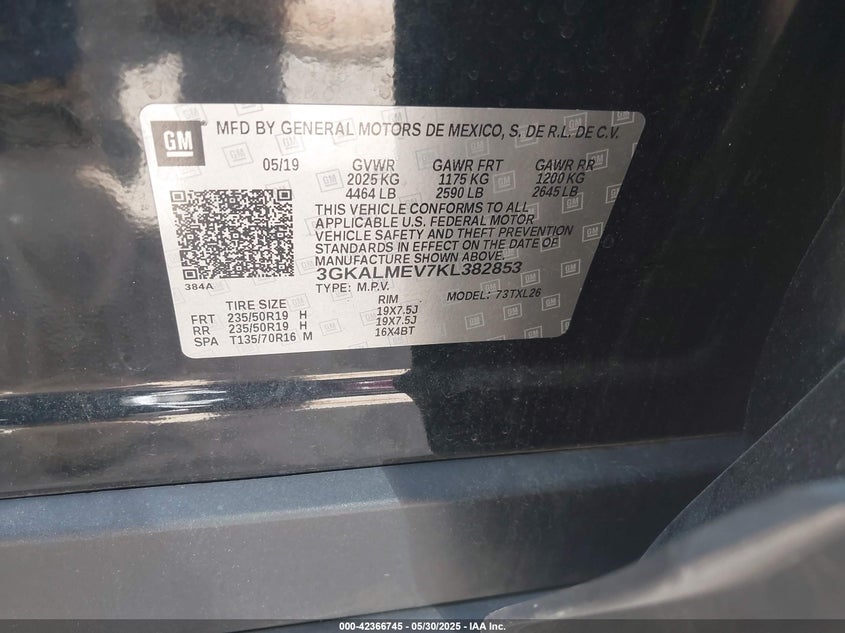 GM
MFD BY GENERAL MOTORS DE MEXICO, S. DE R.L. DE C.V.
05/19 GVWR GAWR FRT GAWR RR
2025 KG 1175 KG 1200 KG
4464 LB 2590 LB 2645 LB
THIS VEHICLE CONFORMS TO ALL
APPLICABLE U.S. FEDERAL MOTOR
VEHICLE SAFETY AND THEFT PREVENTION
STANDARDS IN EFFECT ON THE DATE OF
MANUFACTURE SHOWN ABOVE.
384A
3GKALMEV7KL382853
TYPE: M.P.V. MODEL: 73TXL26
TIRE SIZE RIM
FRT 235/50R19 H 19X7.5J
RR 235/50R19 H 19X7.5J
SPA T135/70R16 M 16X4BT
000-42366745 - 05/30/2025 - IAA Inc.